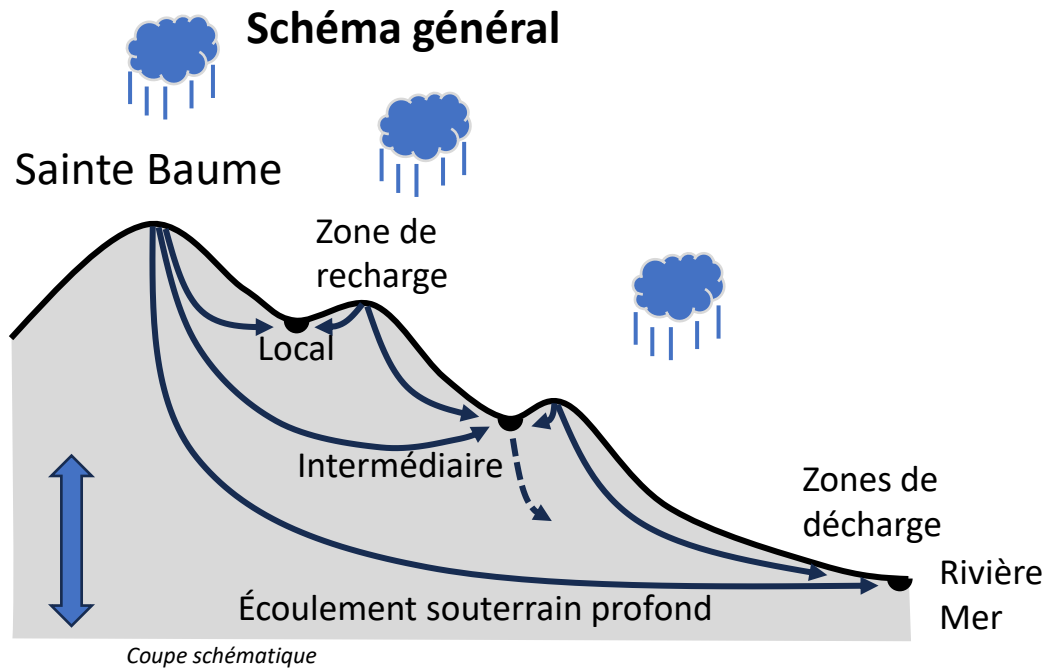 Schéma général
Sainte Baume
Zone de
recharge
Local
Intermédiaire
Zones de
décharge
Rivière
Mer
Écoulement souterrain profond
Coupe schématique